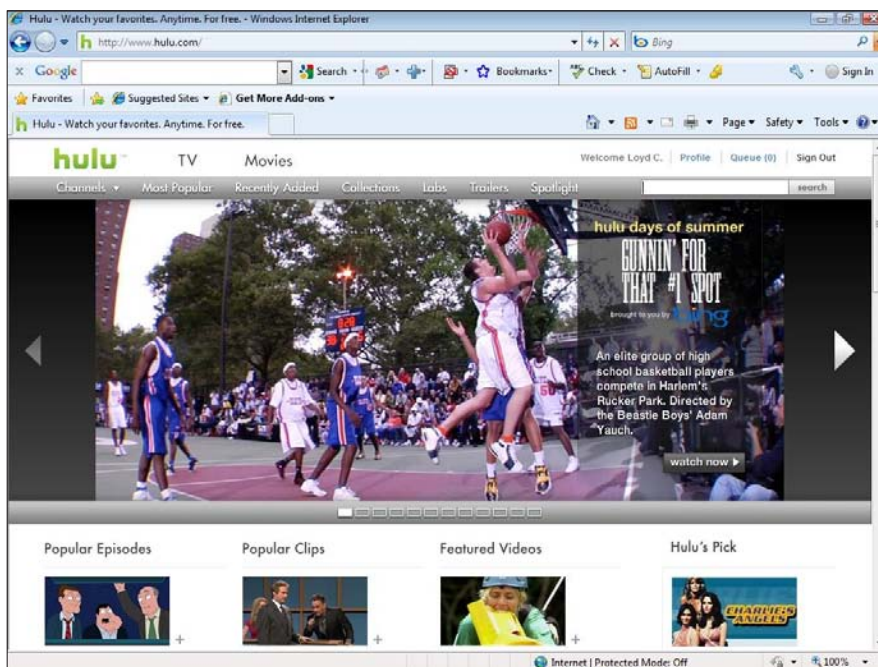 Hulu - Watch your favorites. Anytime. For free. - Windows Internet Explorer
http://www.hulu.com/
Bing
Google
Search
Bookmarks
Check
AutoFill
Sign In
Favorites
Suggested Sites
Get More Add-ons
Hulu - Watch your favorites. Anytime. For free.
Page
Safety
Tools
hulu
TV
Movies
Welcome Loyd C.
Profile
Queue (0)
Sign Out
Channels
Most Popular
Recently Added
Collections
Labs
Trailers
Spotlight
search
hulu days of summer
GUNNIN' FOR
THAT #1 SPOT
Brought to you by bing
An elite group of high
school basketball players
compete in Harlem's
Rucker Park. Directed by
the Beastie Boys' Adam
Yauch.
watch now
Popular Episodes
Popular Clips
Featured Videos
Hulu's Pick
CHARLIE'S
ANGELS
Internet | Protected Mode: Off
100%